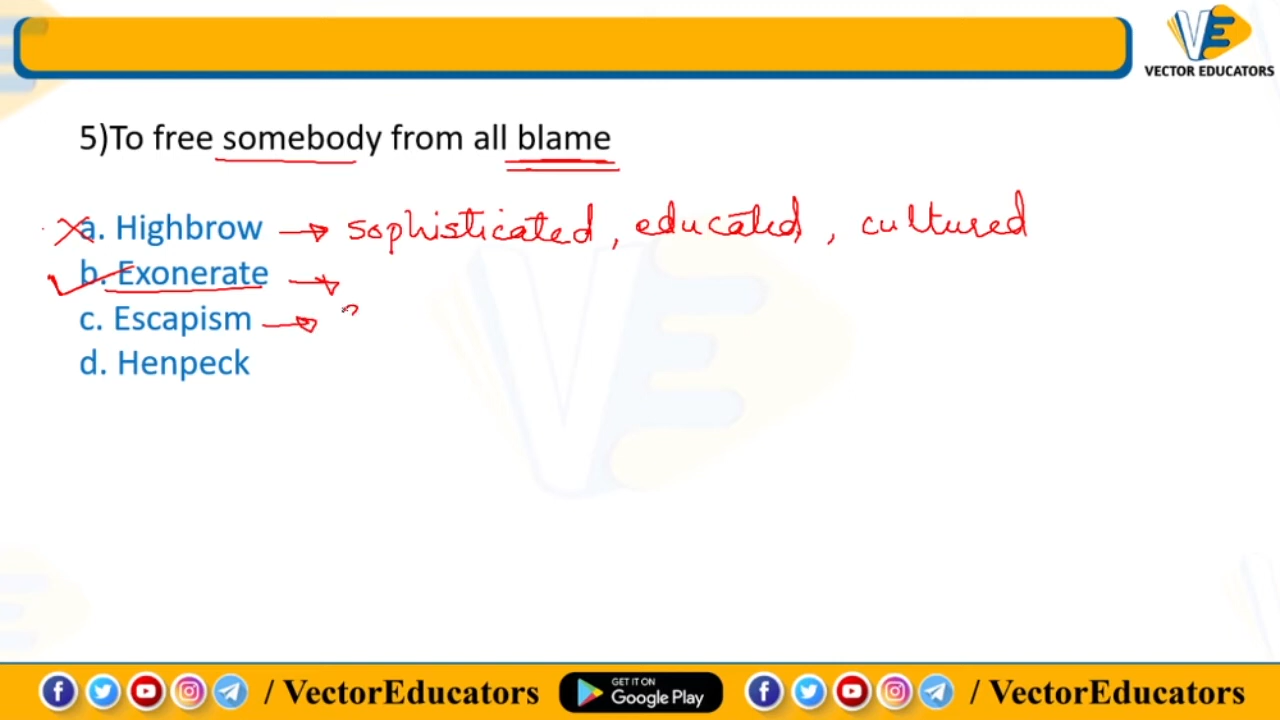 VECTOR EDUCATORS
5)To free somebody from all blame
a. Highbrow → sophisticated, educated, cultured
b. Exonerate →
c. Escapism →
d. Henpeck
/ VectorEducators GET IT ON Google Play / VectorEducators